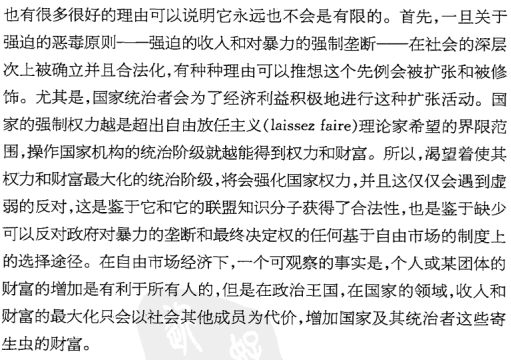 也有很多很好的理由可以说明它永远也不会是有限的。首先，一旦关于
强迫的恶毒原则——强迫的收入和对暴力的强制垄断——在社会的深层
次上被确立并且合法化，有种种理由可以推想这个先例会被扩张和被修
饰。尤其是，国家统治者会为了经济利益积极地进行这种扩张活动。国
家的强制权力越是超出自由放任主义(laissez faire)理论家希望的界限范
围，操作国家机构的统治阶级就越能得到权力和财富。所以，渴望着使其
权力和财富最大化的统治阶级，将会强化国家权力，并且这仅仅会遇到虚
弱的反对，这是鉴于它和它的联盟知识分子获得了合法性，也是鉴于缺少
可以反对政府对暴力的垄断和最终决定权的任何基于自由市场的制度上
的选择途径。在自由市场经济下，一个可观察的事实是，个人或某团体的
财富的增加是有利于所有人的，但是在政治王国，在国家的领域，收入和
财富的最大化只会以社会其他成员为代价，增加国家及其统治者这些寄
生虫的财富。